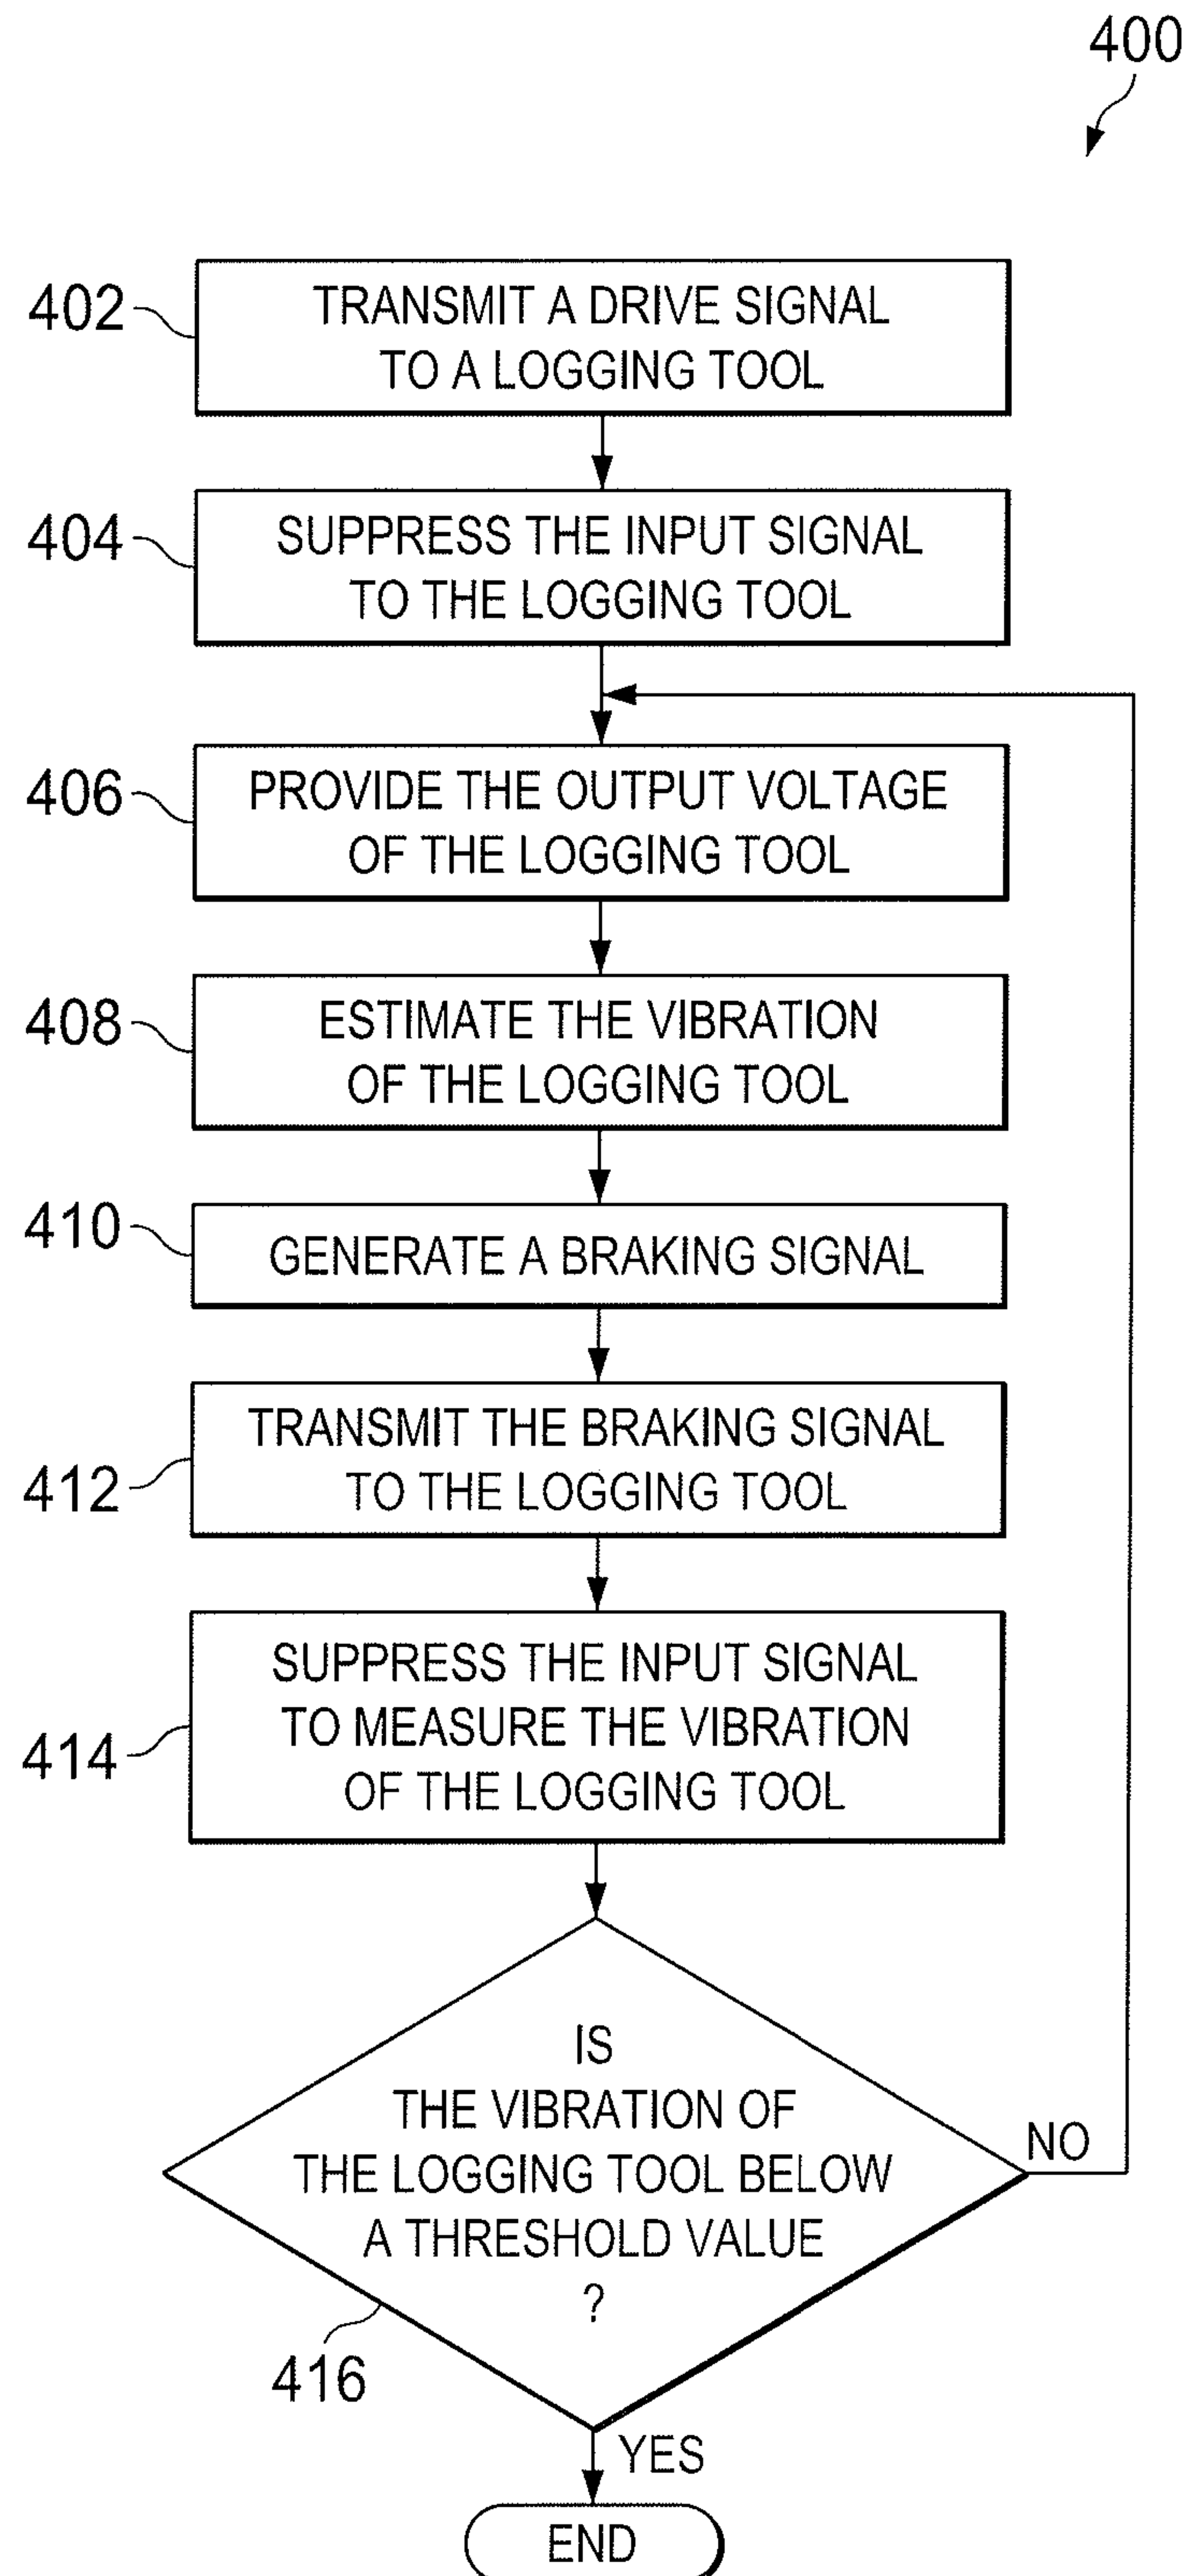 400
402
TRANSMIT A DRIVE SIGNAL
TO A LOGGING TOOL
404
SUPPRESS THE INPUT SIGNAL
TO THE LOGGING TOOL
406
PROVIDE THE OUTPUT VOLTAGE
OF THE LOGGING TOOL
408
ESTIMATE THE VIBRATION
OF THE LOGGING TOOL
410
GENERATE A BRAKING SIGNAL
412
TRANSMIT THE BRAKING SIGNAL
TO THE LOGGING TOOL
414
SUPPRESS THE INPUT SIGNAL
TO MEASURE THE VIBRATION
OF THE LOGGING TOOL
IS
THE VIBRATION OF
THE LOGGING TOOL BELOW
A THRESHOLD VALUE
?
NO
416
YES
END